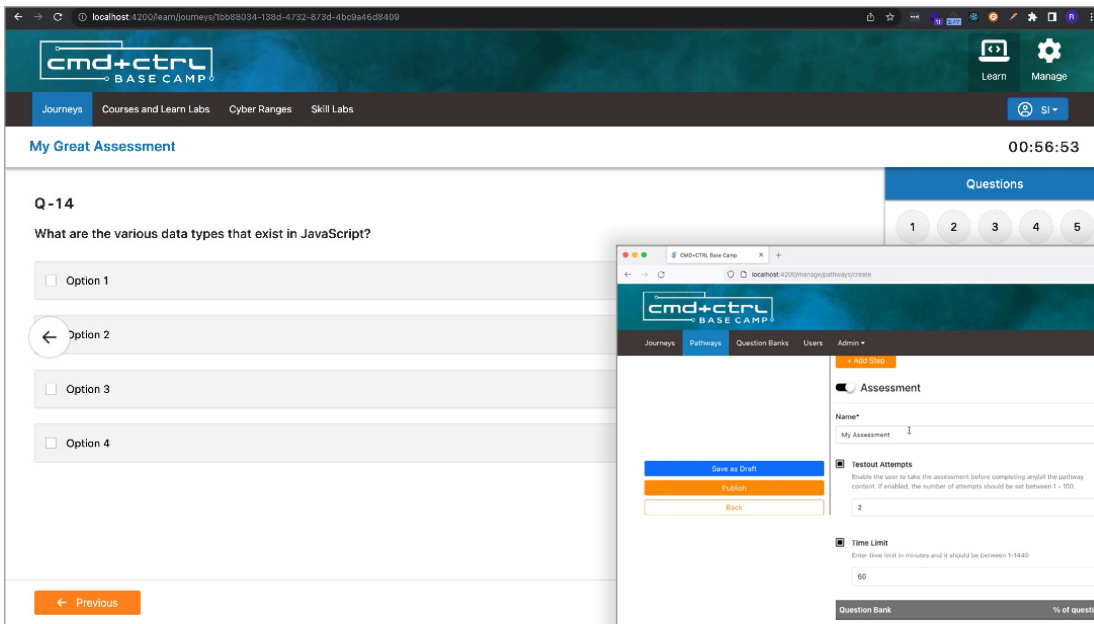 localhost:4200/learn/journeys/1bb88034-138d-4732-873d-4bc9a46d8409
cmd+ctrl
BASE CAMP
Learn Manage
Journeys Courses and Learn Labs Cyber Ranges Skill Labs SI
My Great Assessment 00:56:53
Questions
1 2 3 4 5
Q-14
What are the various data types that exist in JavaScript?
Option 1
Option 2
Option 3
Option 4
← Previous
CMD+CTRL Base Camp
localhost:4200/manage/pathways/create
cmd+ctrl
BASE CAMP
Journeys Pathways Question Banks Users Admin
+ Add Step
Assessment
Name*
My Assessment
Save as Draft
Publish
Back
Testout Attempts
Enable the user to take the assessment before completing any/all the pathway
content. If enabled, the number of attempts should be set between 1 - 100.
2
Time Limit
Enter time limit in minutes and it should be between 1-1440
60
Question Bank % of questi